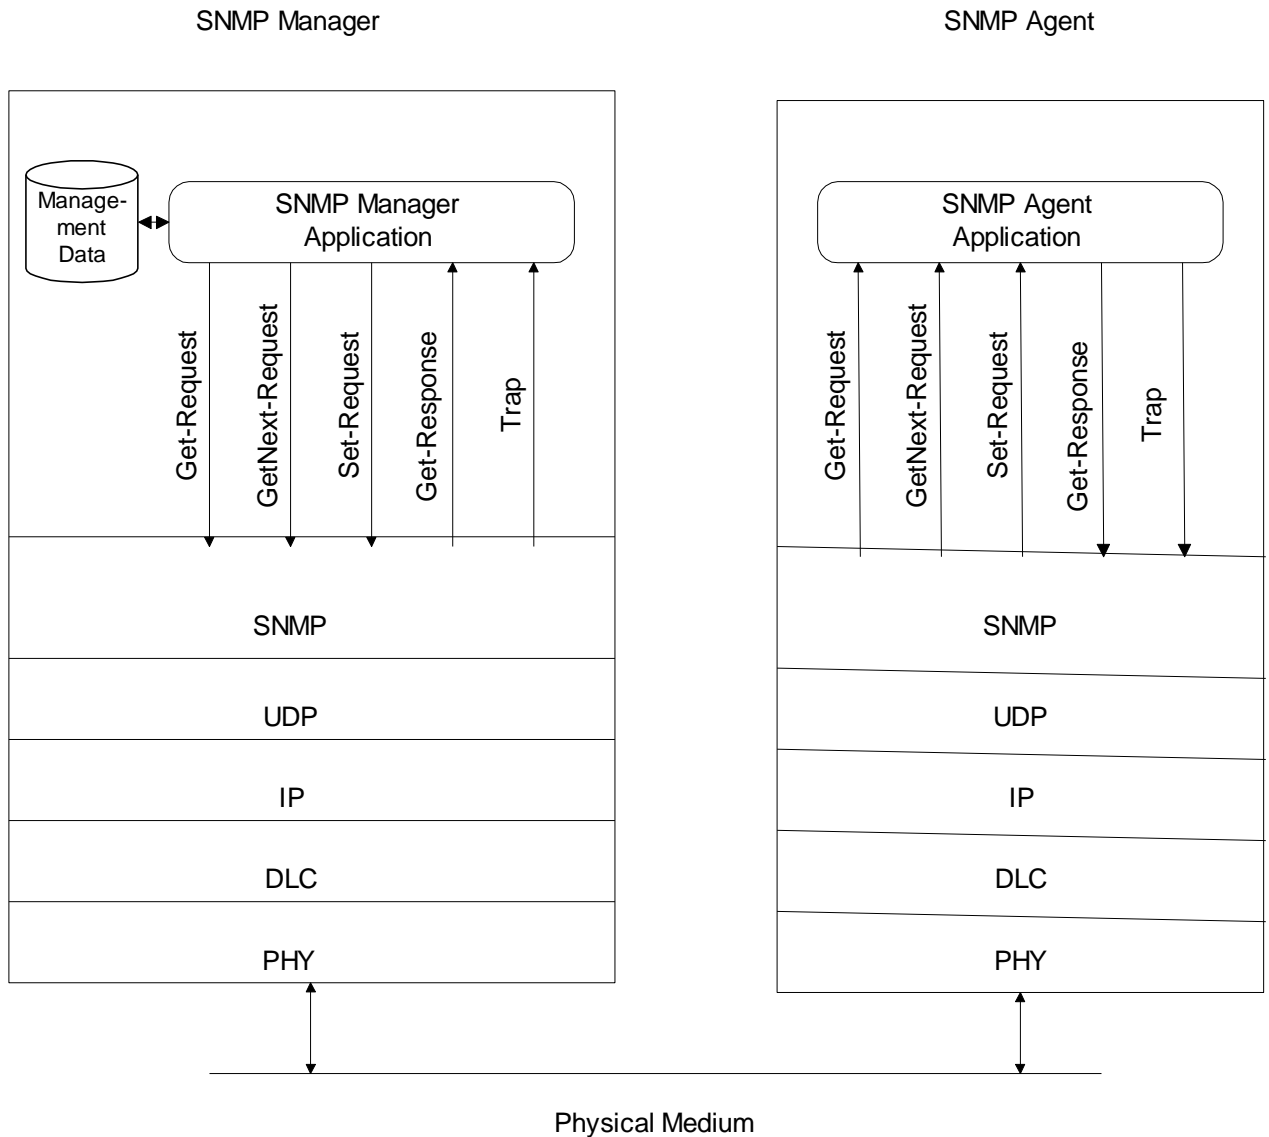 SNMP Manager
SNMP Agent
Manage-
ment
Data
SNMP Manager
Application
Get-Request
GetNext-Request
Set-Request
Get-Response
Trap
SNMP
UDP
IP
DLC
PHY
SNMP Agent
Application
Get-Request
GetNext-Request
Set-Request
Get-Response
Trap
SNMP
UDP
IP
DLC
PHY
Physical Medium